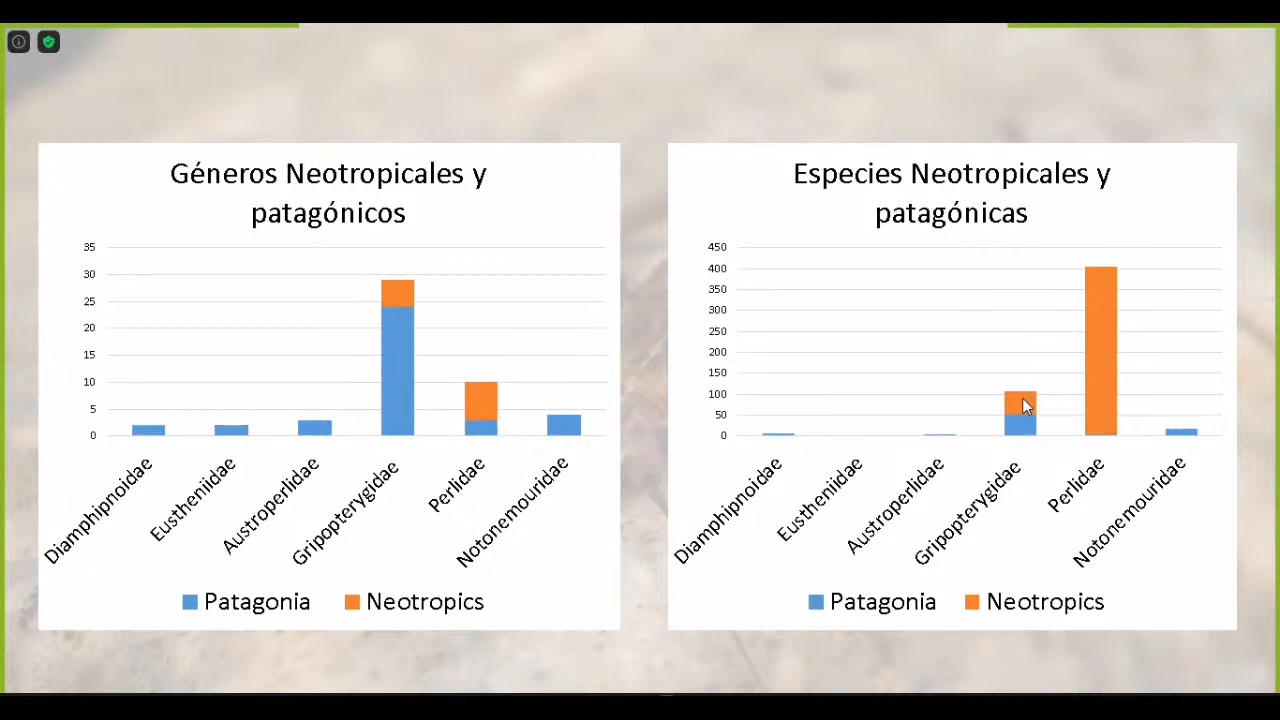 Géneros Neotropicales y
patagónicos
35
30
25
20
15
10
5
0
Diamphipnoidae
Eustheniidae
Austroperlidae
Gripopterygidae
Perlidae
Notonemouridae
Patagonia
Neotropics
Especies Neotropicales y
patagónicas
450
400
350
300
250
200
150
100
50
0
Diamphipnoidae
Eustheniidae
Austroperlidae
Gripopterygidae
Perlidae
Notonemouridae
Patagonia
Neotropics